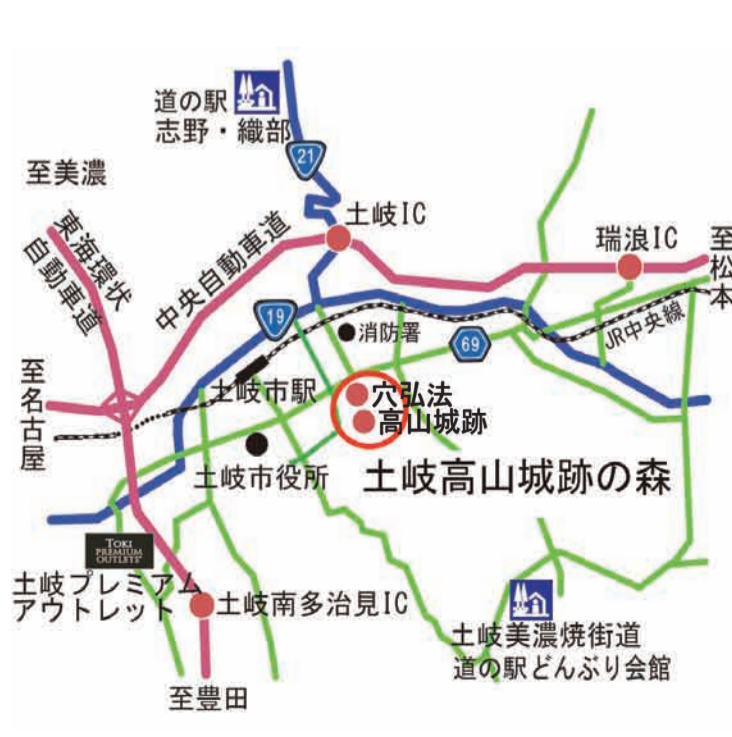 道の駅
志野・織部
21
至美濃
土岐IC
瑞浪IC
至松本
東海環状
自動車道
中央自動車道
19
消防署
69
JR中央線
至名古屋
土岐市駅
穴弘法
高山城跡
土岐市役所
土岐高山城跡の森
TOKI
PREMIUM
OUTLETS
土岐プレミアム
アウトレット
土岐南多治見IC
土岐美濃焼街道
道の駅どんぶり会館
至豊田